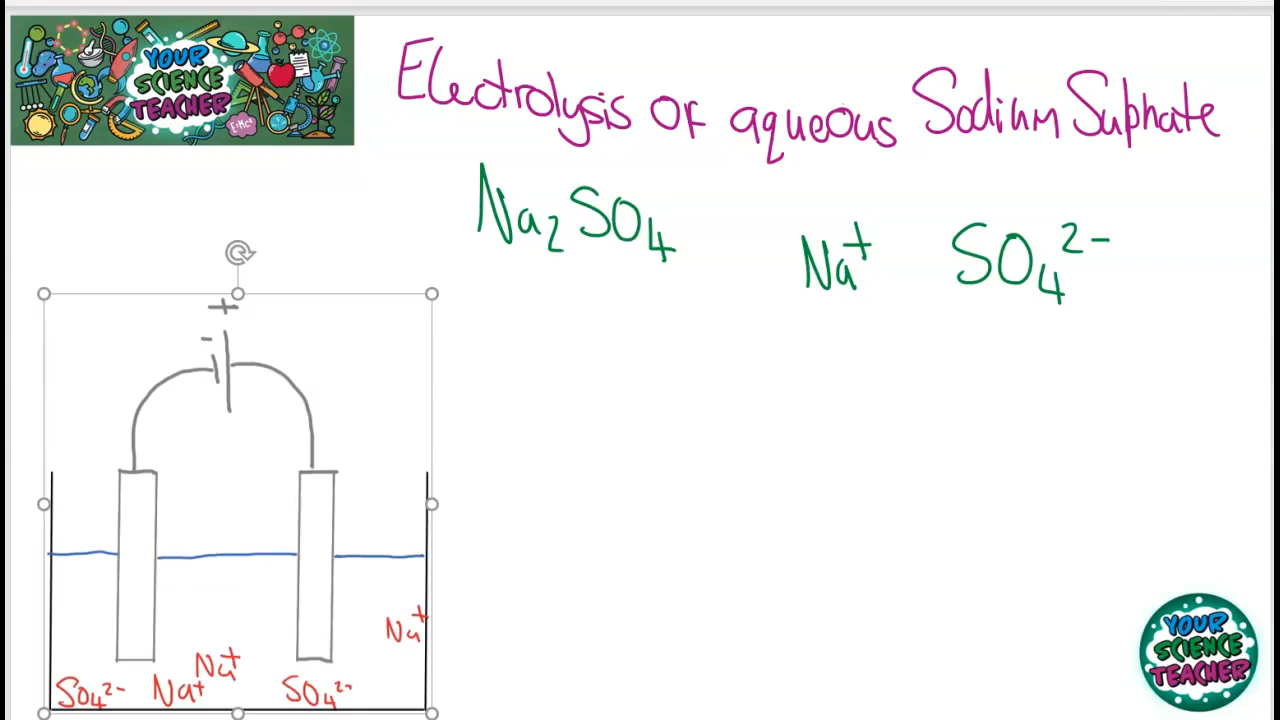 YOUR
SCIENCE
TEACHER
E=MC²
Electrolysis of aqueous Sodium Sulphate
Na₂SO₄
Na⁺ SO₄²⁻
+
-
Na⁺
Na⁺
SO₄²⁻ Na⁺ SO₄²⁻
YOUR
SCIENCE
TEACHER